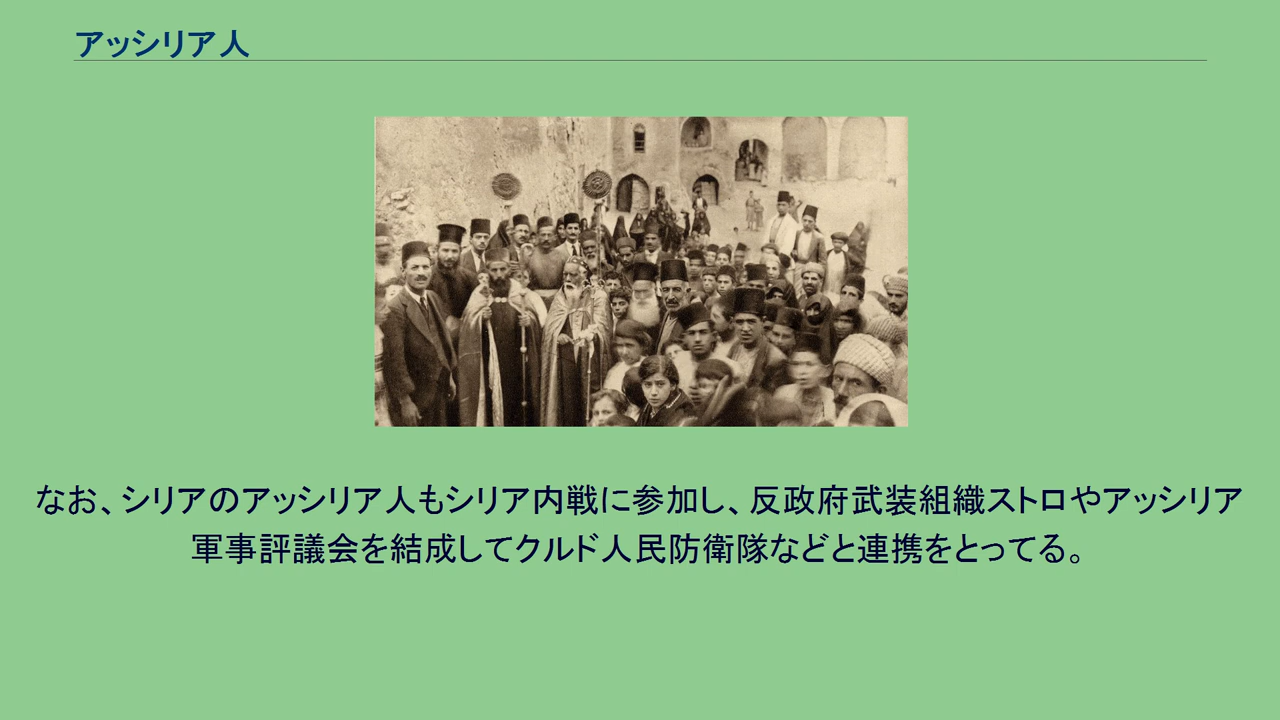 アッシリア人
なお、シリアのアッシリア人もシリア内戦に参加し、反政府武装組織ストロやアッシリア
軍事評議会を結成してクルド人民防衛隊などと連携をとってる。